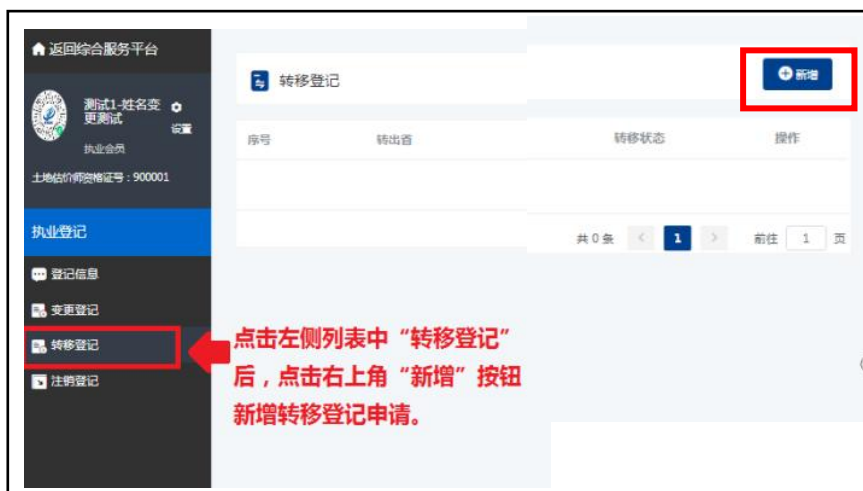 返回综合服务平台
测试1-姓名变
更测试
设置
执业会员
土地估价师资格证号：900001
执业登记
登记信息
变更登记
转移登记
注销登记
转移登记
新增
序号 转出省 转移状态 操作
共 0 条 < 1 > 前往 1 页
点击左侧列表中“转移登记”
后，点击右上角“新增”按钮
新增转移登记申请。